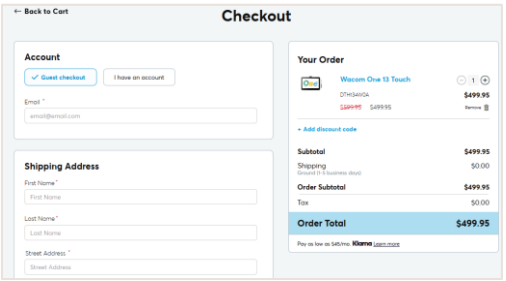 ← Back to Cart
Checkout
Account
✓ Guest checkout
I have an account
Email *
email@email.com
Shipping Address
First Name *
First Name
Last Name *
Last Name
Street Address *
Street Address
Your Order
One
Wacom One 13 Touch
1
DTH134W0A
$499.95
$599.95 $499.95
Remove
+ Add discount code
Subtotal $499.95
Shipping $0.00
Ground (1-5 business days)
Order Subtotal $499.95
Tax $0.00
Order Total $499.95
Pay as low as $45/mo. Klarna Learn more